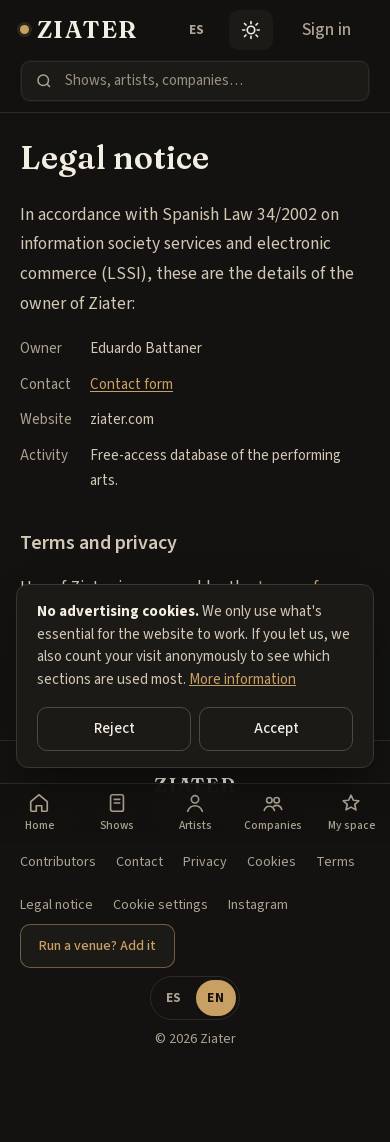 ZIATER
ES
Sign in
Shows, artists, companies…
Legal notice
In accordance with Spanish Law 34/2002 on
information society services and electronic
commerce (LSSI), these are the details of the
owner of Ziater:
Owner Eduardo Battaner
Contact Contact form
Website ziater.com
Activity Free-access database of the performing
arts.
Terms and privacy
No advertising cookies. We only use what's
essential for the website to work. If you let us, we
also count your visit anonymously to see which
sections are used most. More information
Reject Accept
ZIATER
Home Shows Artists Companies My space
Contributors Contact Privacy Cookies Terms
Legal notice Cookie settings Instagram
Run a venue? Add it
ES EN
© 2026 Ziater